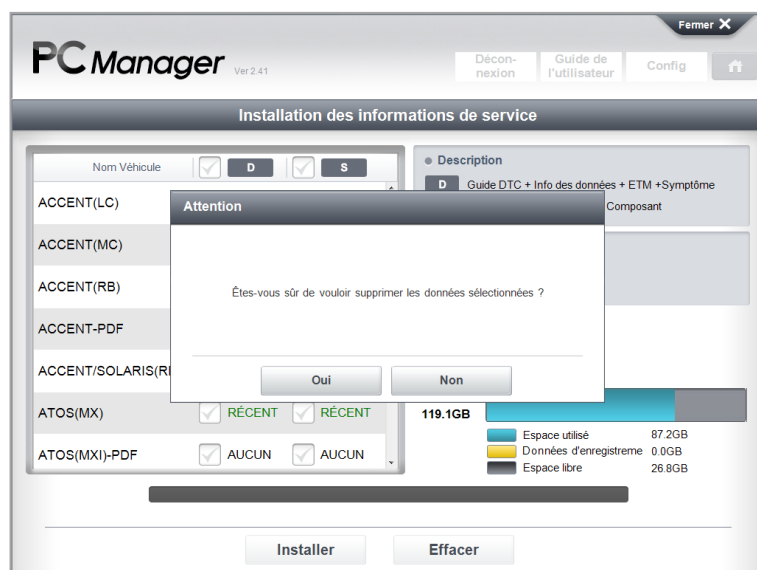 Fermer X
PC Manager Ver 2.41
Décon-
nexion
Guide de
l'utilisateur
Config
Installation des informations de service
Nom Véhicule
D
S
ACCENT(LC)
ACCENT(MC)
ACCENT(RB)
ACCENT-PDF
ACCENT/SOLARIS(RB
ATOS(MX) RÉCENT RÉCENT
ATOS(MXI)-PDF AUCUN AUCUN
Description
D Guide DTC + Info des données + ETM +Symptôme
Composant
Attention
Êtes-vous sûr de vouloir supprimer les données sélectionnées ?
Oui
Non
119.1GB
Espace utilisé 87.2GB
Données d'enregistreme 0.0GB
Espace libre 26.8GB
Installer
Effacer